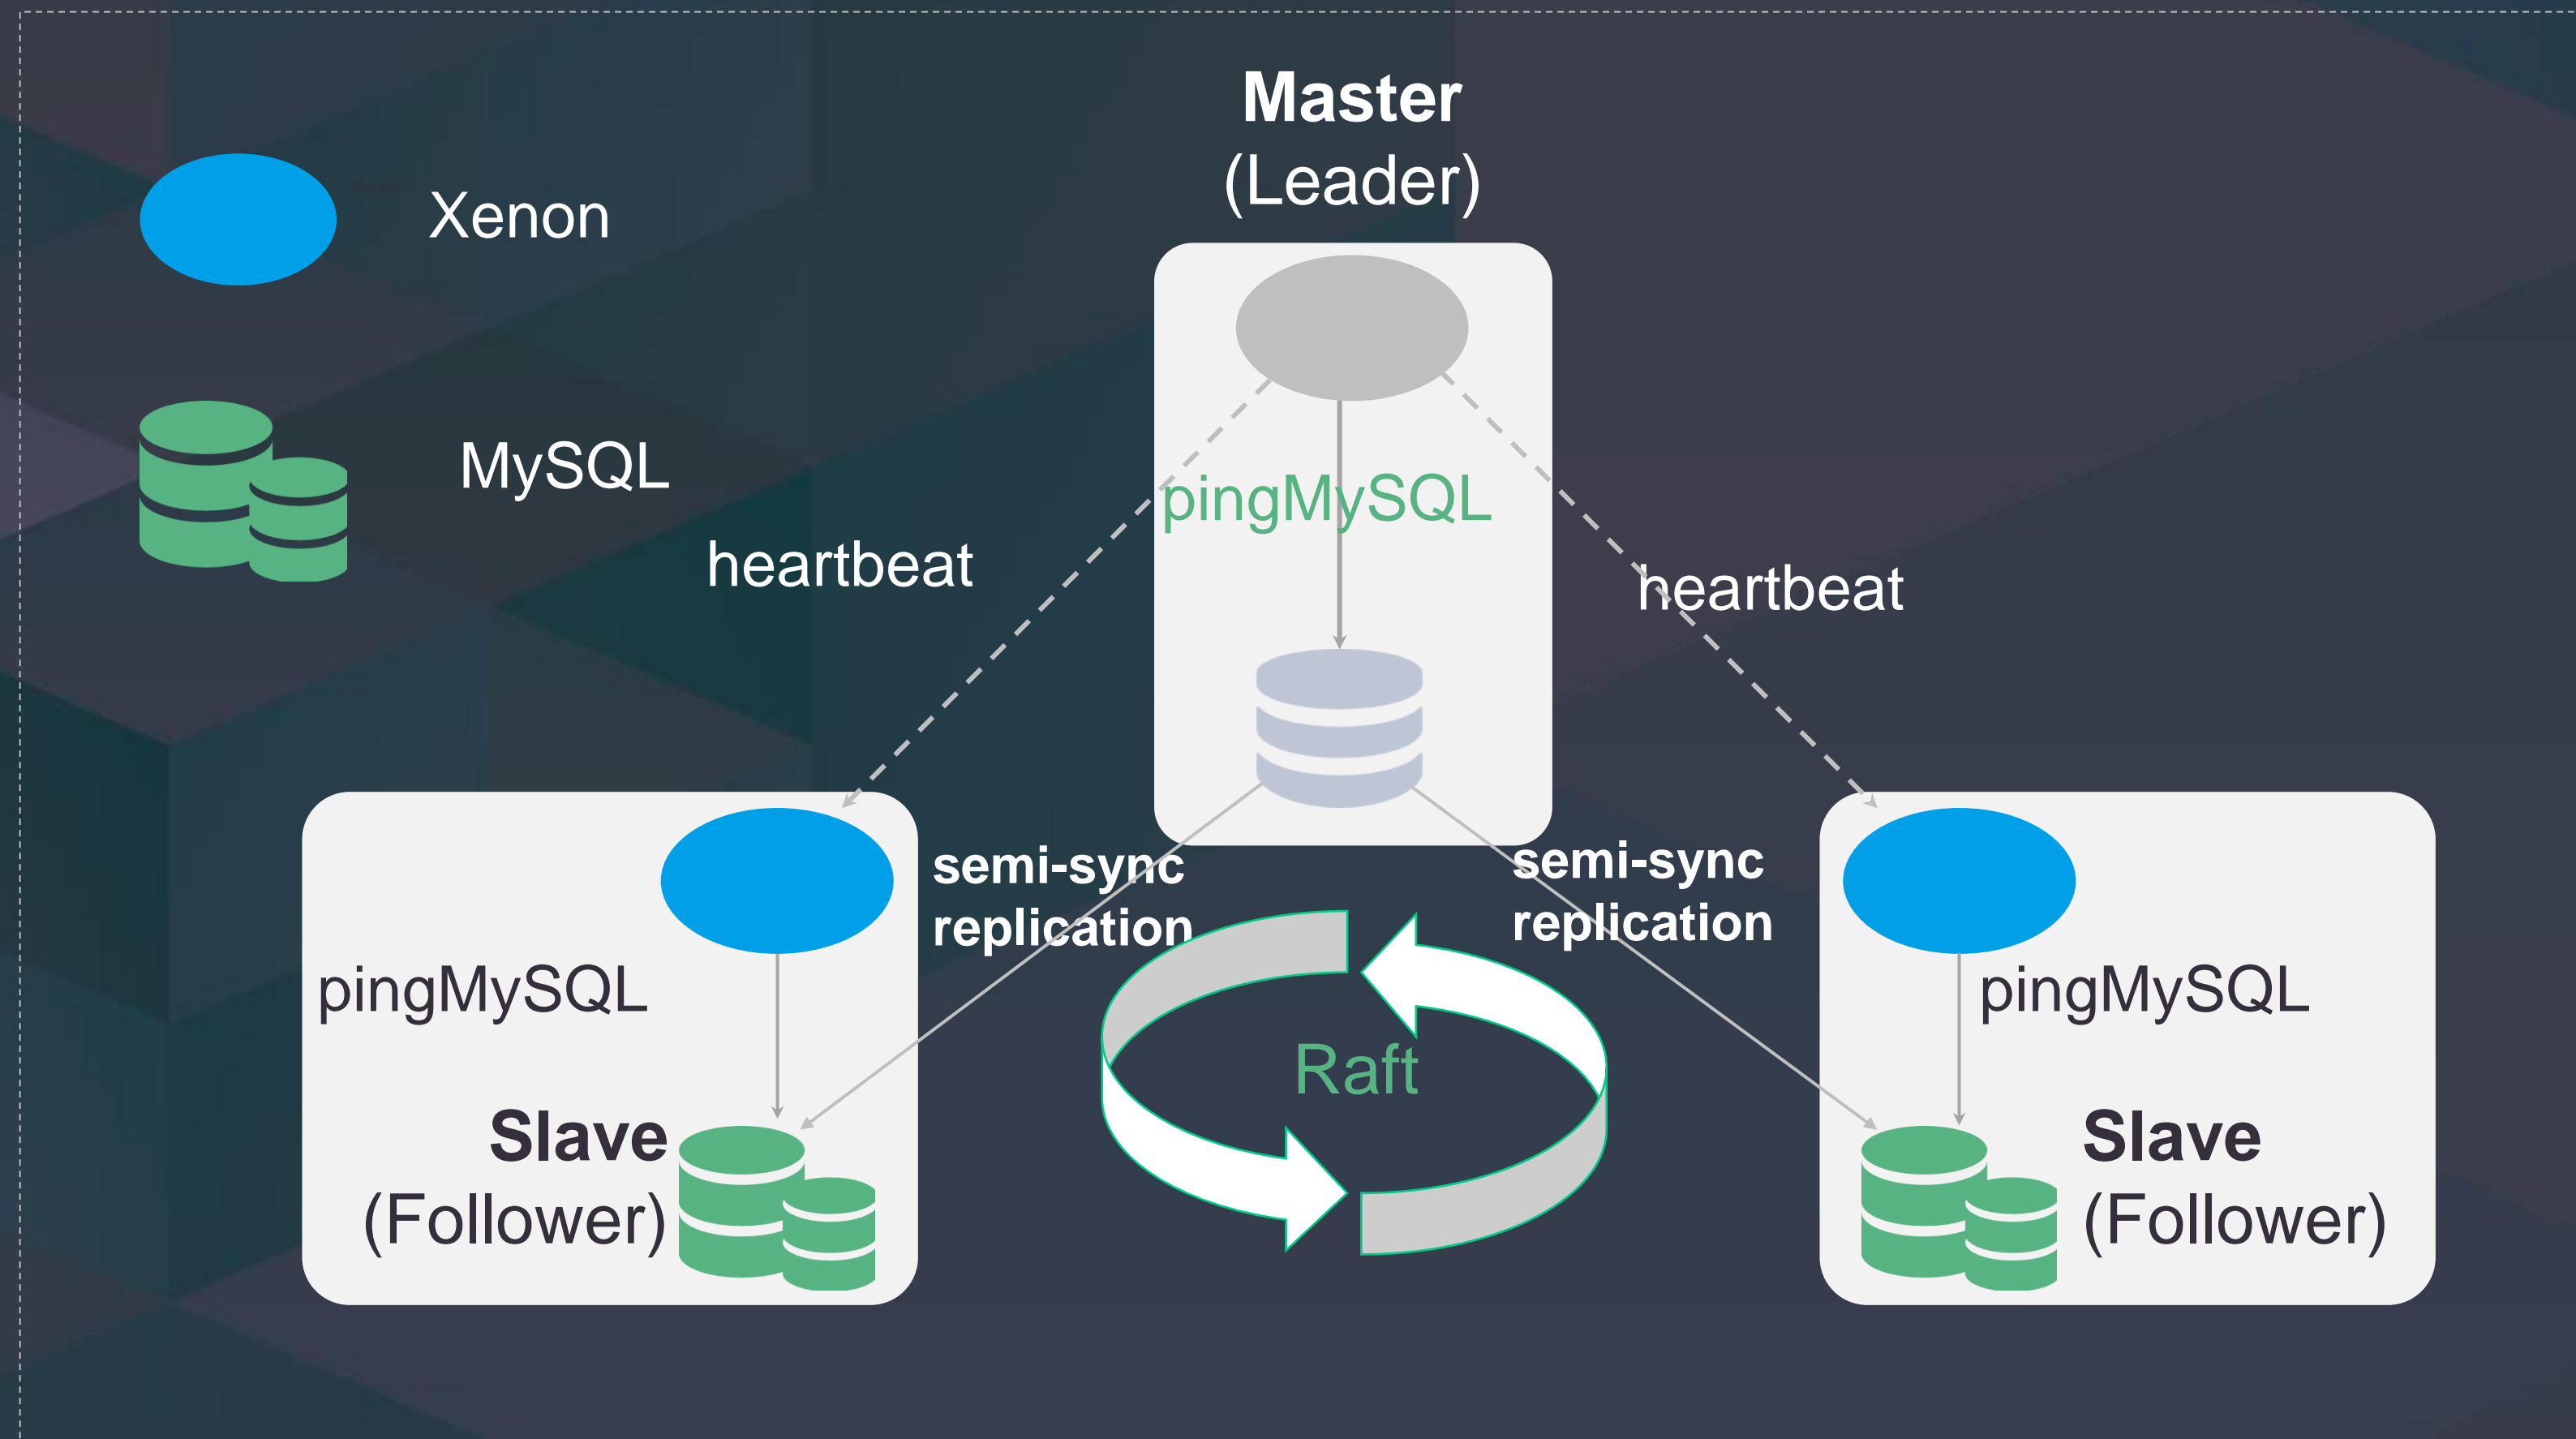 Master
(Leader)
Xenon
Xenon
MySQL
pingMySQL
heartbeat
heartbeat
semi-sync
replication
semi-sync
replication
pingMySQL
pingMySQL
Raft
Slave
(Follower)
Slave
(Follower)